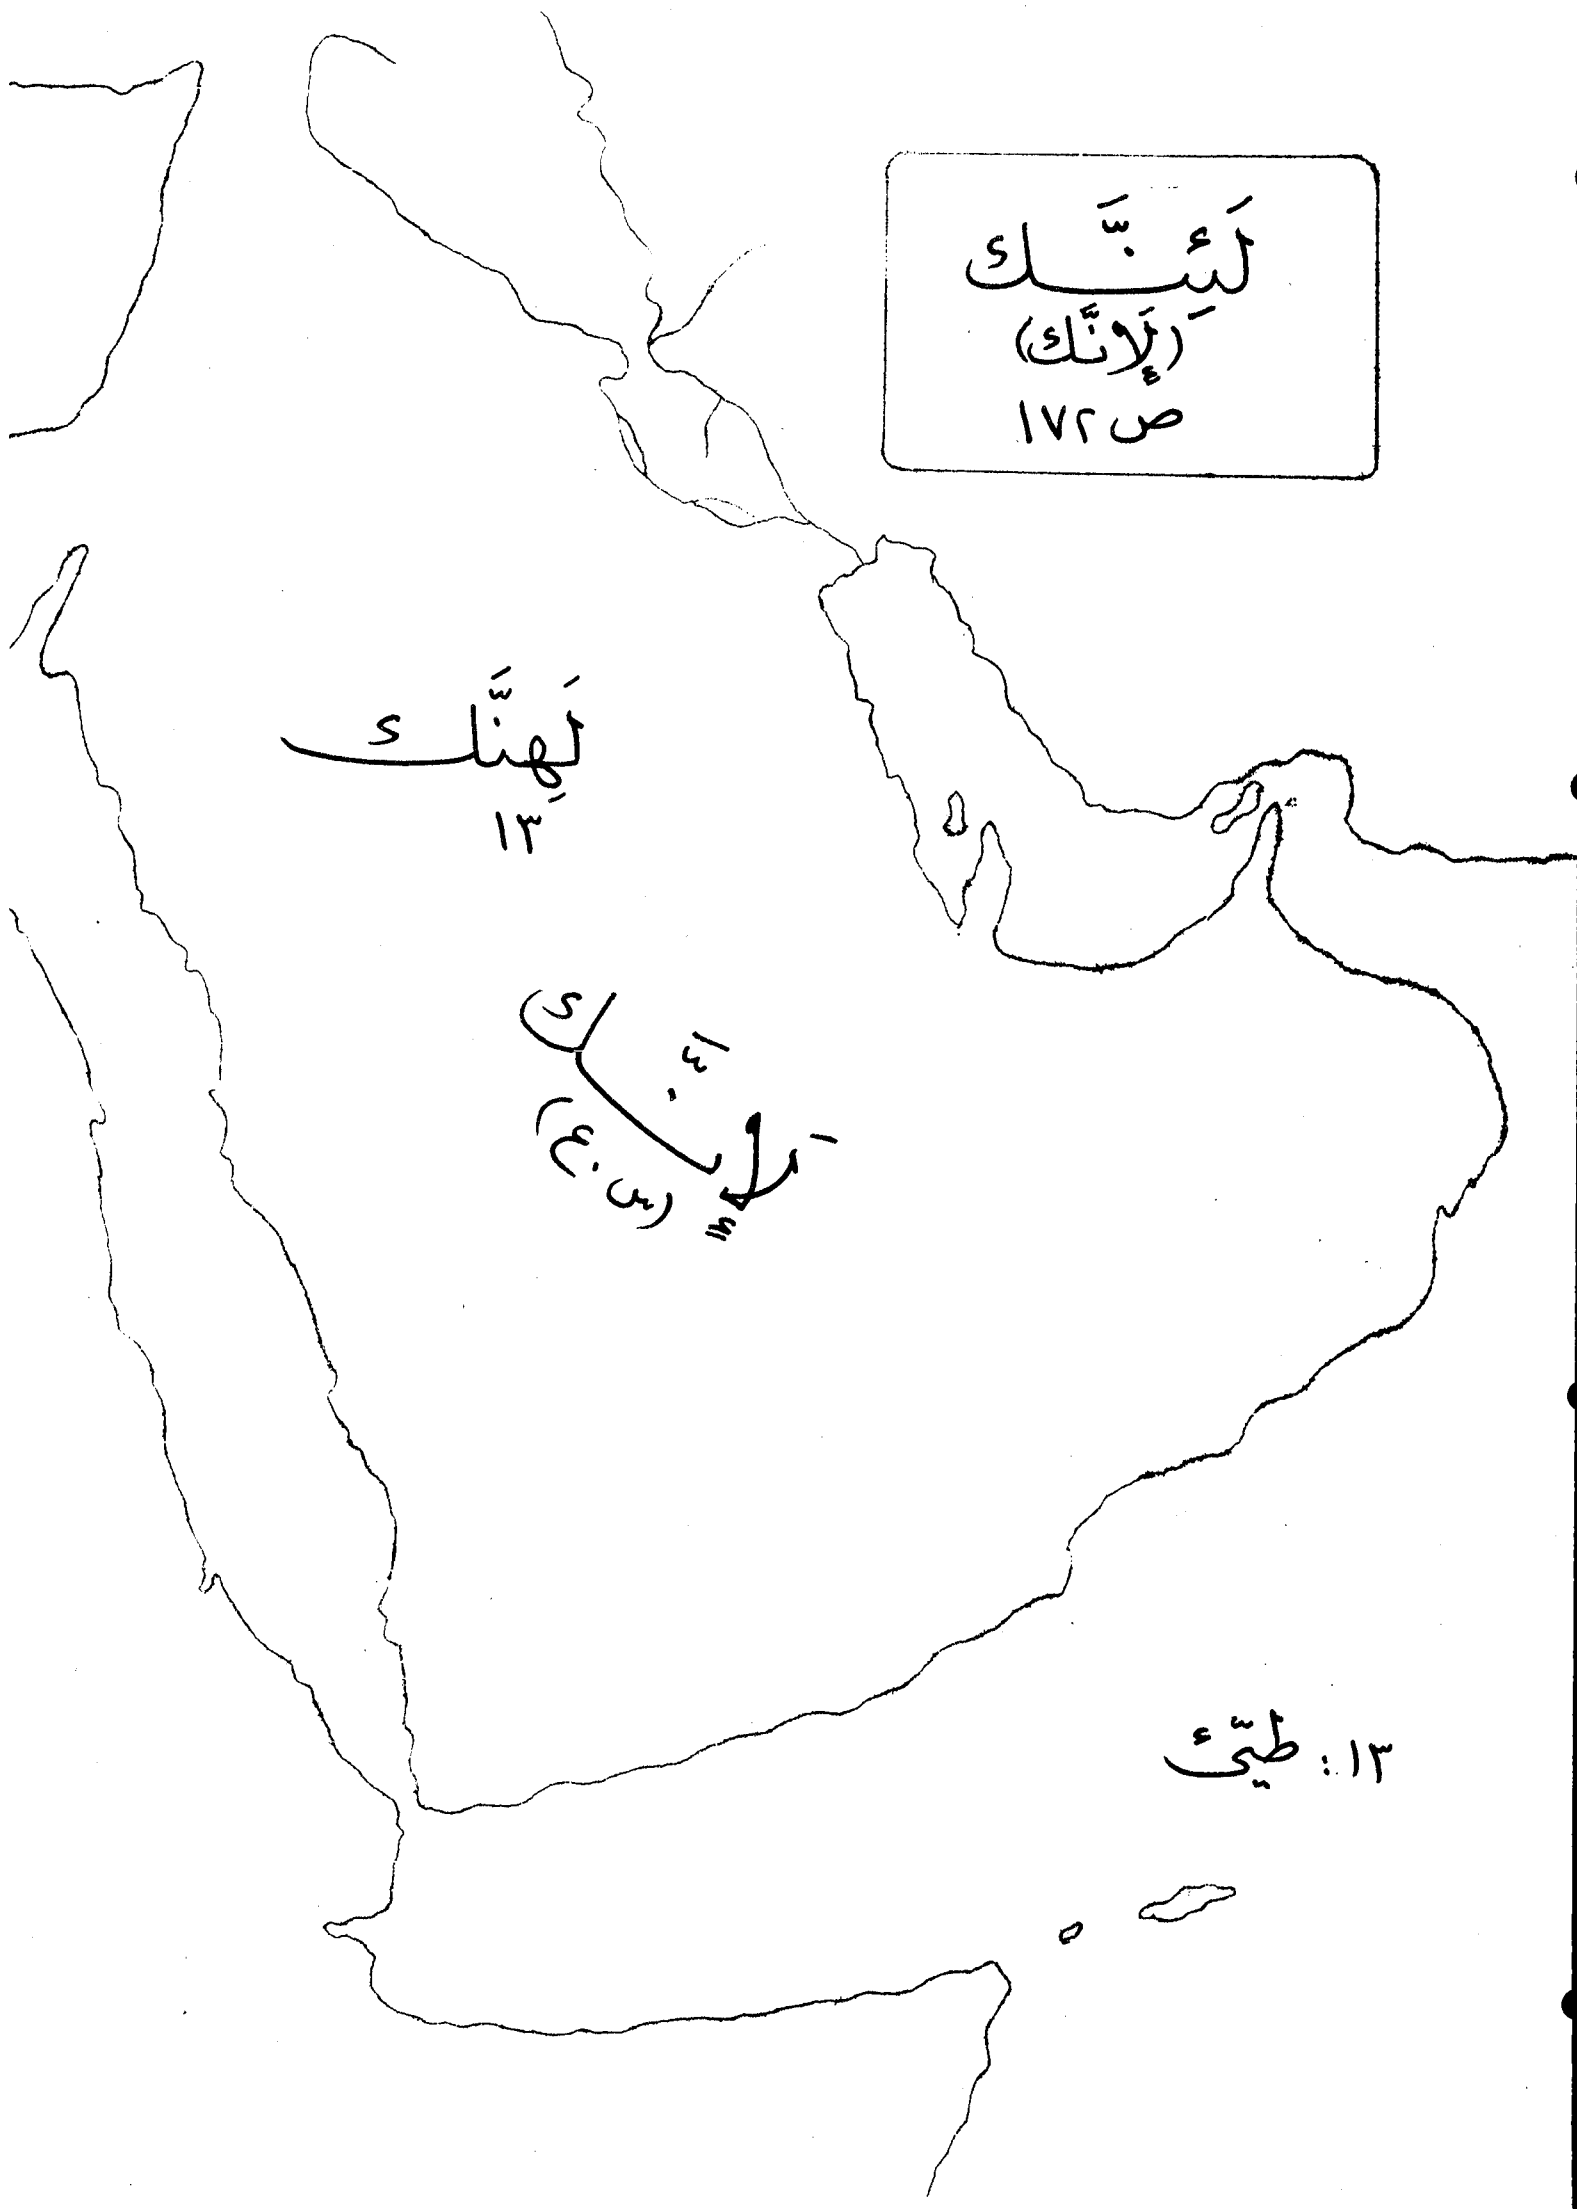 لَئِنَّكَ
(لَإِنَّكَ)
ص ١٧٢
لَهِنَّك
١٣
لَإِنَّك
(س.ع)
١٣: طيّئ